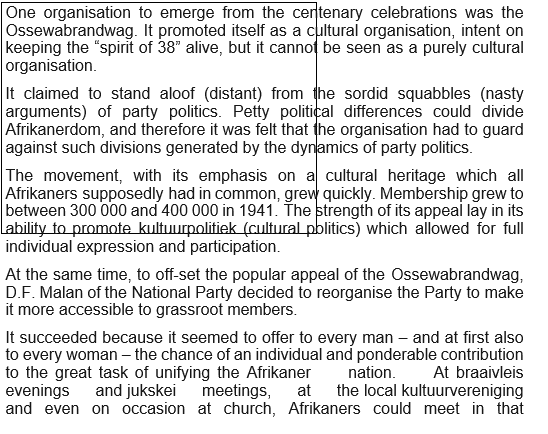 One organisation to emerge from the centenary celebrations was the
Ossewabrandwag. It promoted itself as a cultural organisation, intent on
keeping the “spirit of 38” alive, but it cannot be seen as a purely cultural
organisation.
It claimed to stand aloof (distant) from the sordid squabbles (nasty
arguments) of party politics. Petty political differences could divide
Afrikanerdom, and therefore it was felt that the organisation had to guard
against such divisions generated by the dynamics of party politics.
The movement, with its emphasis on a cultural heritage which all
Afrikaners supposedly had in common, grew quickly. Membership grew to
between 300 000 and 400 000 in 1941. The strength of its appeal lay in its
ability to promote kultuurpolitiek (cultural politics) which allowed for full
individual expression and participation.
At the same time, to off-set the popular appeal of the Ossewabrandwag,
D.F. Malan of the National Party decided to reorganise the Party to make
it more accessible to grassroot members.
It succeeded because it seemed to offer to every man – and at first also
to every woman – the chance of an individual and ponderable contribution
to the great task of unifying the Afrikaner nation. At braaivleis
evenings and jukskei meetings, at the local kultuurvereniging
and even on occasion at church, Afrikaners could meet in that